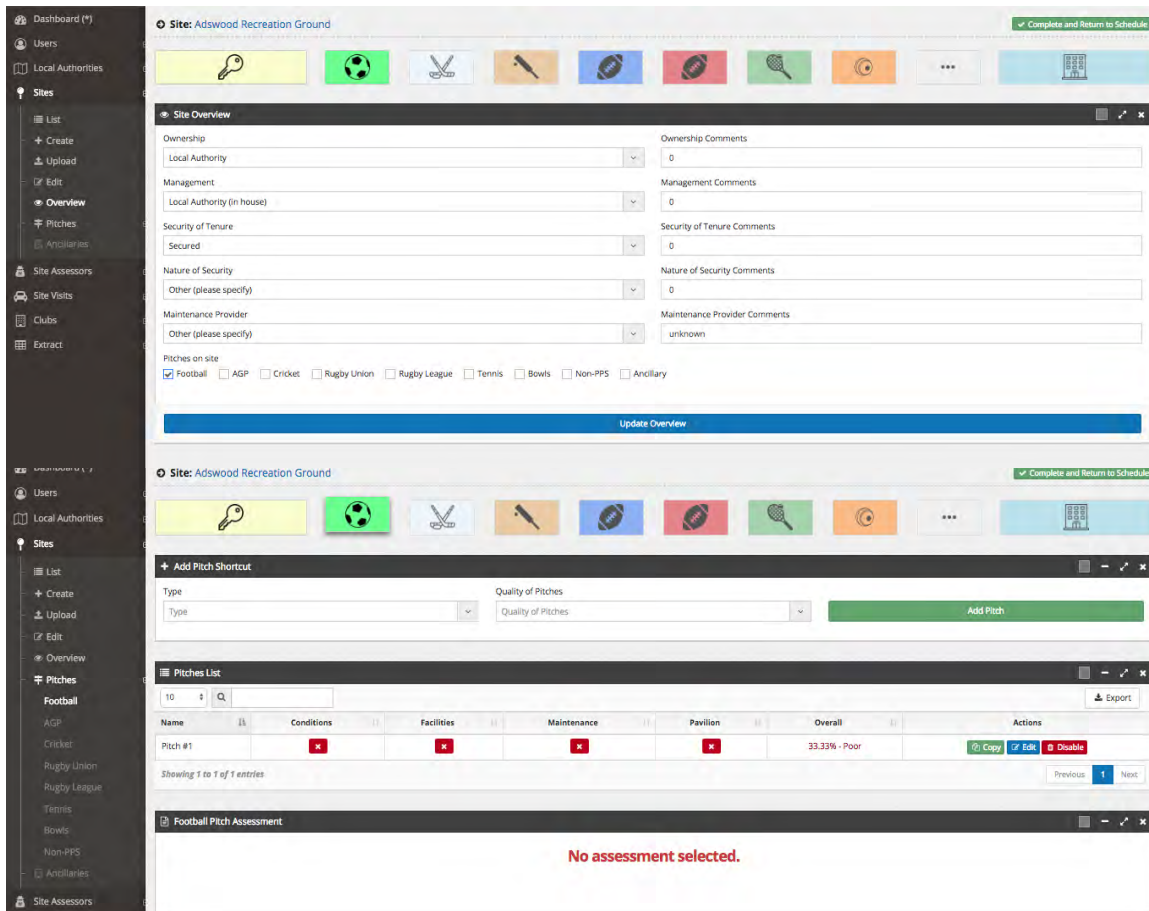 Dashboard (*)
Users
Local Authorities
Sites
List
+ Create
Upload
Edit
Overview
Pitches
Ancillaries
Site Assessors
Site Visits
Clubs
Extract
Site: Adswood Recreation Ground
Complete and Return to Schedule
Site Overview
Ownership
Local Authority
Ownership Comments
0
Management
Local Authority (in house)
Management Comments
0
Security of Tenure
Secured
Security of Tenure Comments
0
Nature of Security
Other (please specify)
Nature of Security Comments
0
Maintenance Provider
Other (please specify)
Maintenance Provider Comments
unknown
Pitches on site
Football AGP Cricket Rugby Union Rugby League Tennis Bowls Non-PPS Ancillary
Update Overview
Dashboard (*)
Users
Local Authorities
Sites
List
+ Create
Upload
Edit
Overview
Pitches
Football
AGP
Cricket
Rugby Union
Rugby League
Tennis
Bowls
Non-PPS
Ancillaries
Site Assessors
Site: Adswood Recreation Ground
Complete and Return to Schedule
+ Add Pitch Shortcut
Type
Type
Quality of Pitches
Quality of Pitches
Add Pitch
Pitches List
10
Export
Name Conditions Facilities Maintenance Pavilion Overall Actions
Pitch #1 33.33% - Poor Copy Edit Disable
Showing 1 to 1 of 1 entries
Previous 1 Next
Football Pitch Assessment
No assessment selected.